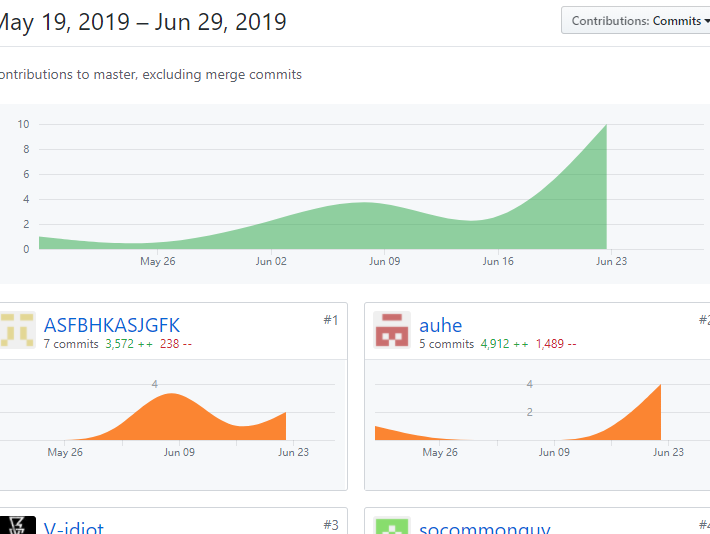 May 19, 2019 – Jun 29, 2019
Contributions: Commits
ontributions to master, excluding merge commits
10
8
6
4
2
0
May 26
Jun 02
Jun 09
Jun 16
Jun 23
ASFBHKASJGFK
#1
7 commits 3,572 ++ 238 --
4
May 26
Jun 09
Jun 23
auhe
#2
5 commits 4,912 ++ 1,489 --
4
2
May 26
Jun 09
Jun 23
V-idiot
#3
socommonguy
#4